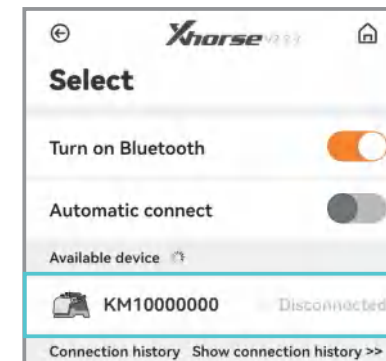 Xhorse
Select
Turn on Bluetooth
Automatic connect
Available device
KM10000000 Disconnected
Connection history Show connection history >>